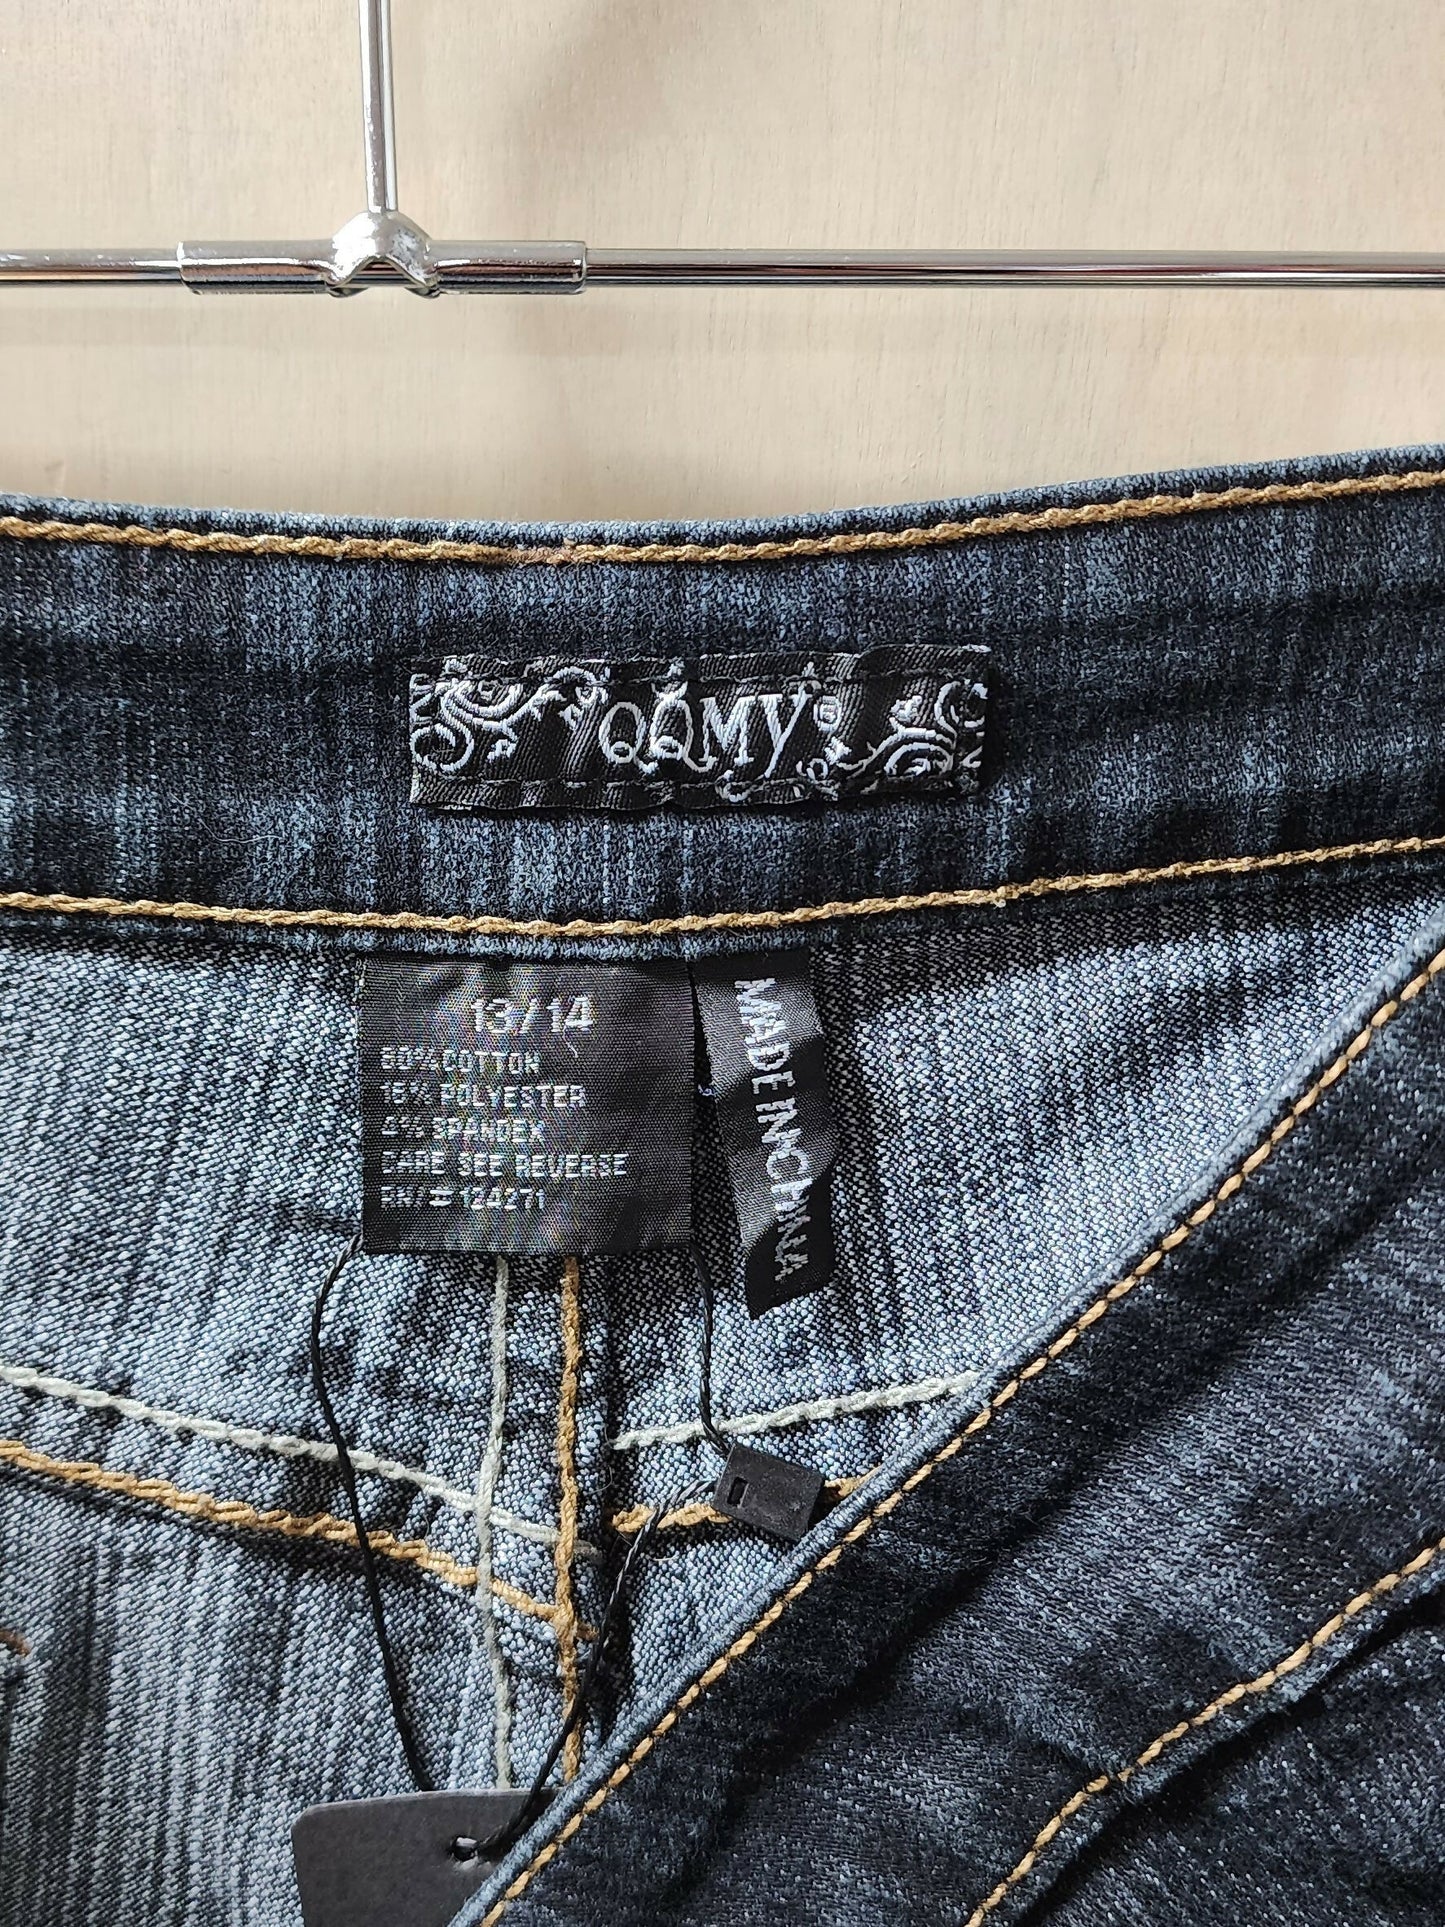 QQMY
13/14
80%COTTON
16% POLYESTER
4% SPANDEX
CARE SEE REVERSE
RN#124271
MADE IN CHINA